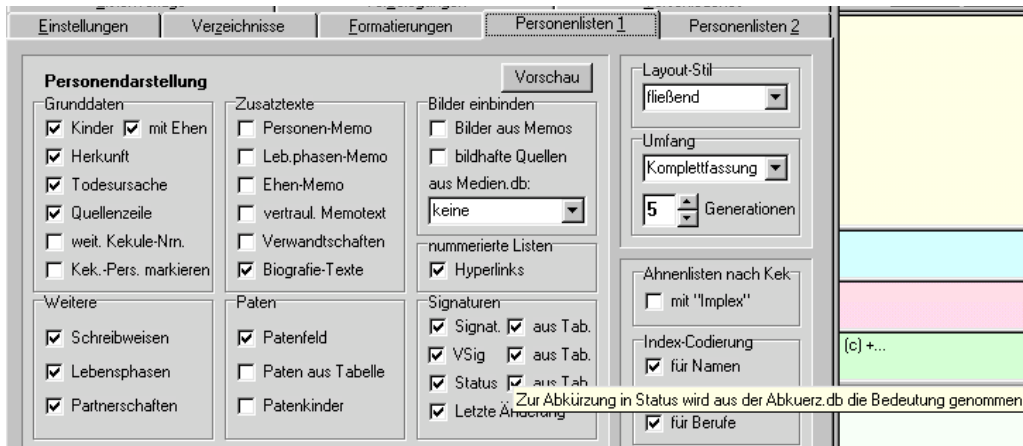 Einstellungen
Verzeichnisse
Formatierungen
Personenlisten 1
Personenlisten 2
Personendarstellung
Vorschau
Grunddaten
Kinder
mit Ehen
Herkunft
Todesursache
Quellenzeile
weit. Kekule-Nrn.
Kek.-Pers. markieren
Zusatztexte
Personen-Memo
Leb.phasen-Memo
Ehen-Memo
vertraul. Memotext
Verwandtschaften
Biografie-Texte
Bilder einbinden
Bilder aus Memos
bildhafte Quellen
aus Medien.db:
keine
nummerierte Listen
Hyperlinks
Weitere
Schreibweisen
Lebensphasen
Partnerschaften
Paten
Patenfeld
Paten aus Tabelle
Patenkinder
Signaturen
Signat.
aus Tab.
VSig
aus Tab.
Status
aus Tab.
Letzte Änderung
Layout-Stil
fließend
Umfang
Komplettfassung
5 Generationen
Ahnenlisten nach Kek
mit "Implex"
Index-Codierung
für Namen
für Berufe
(c) +...
Zur Abkürzung in Status wird aus der Abkuerz.db die Bedeutung genommen